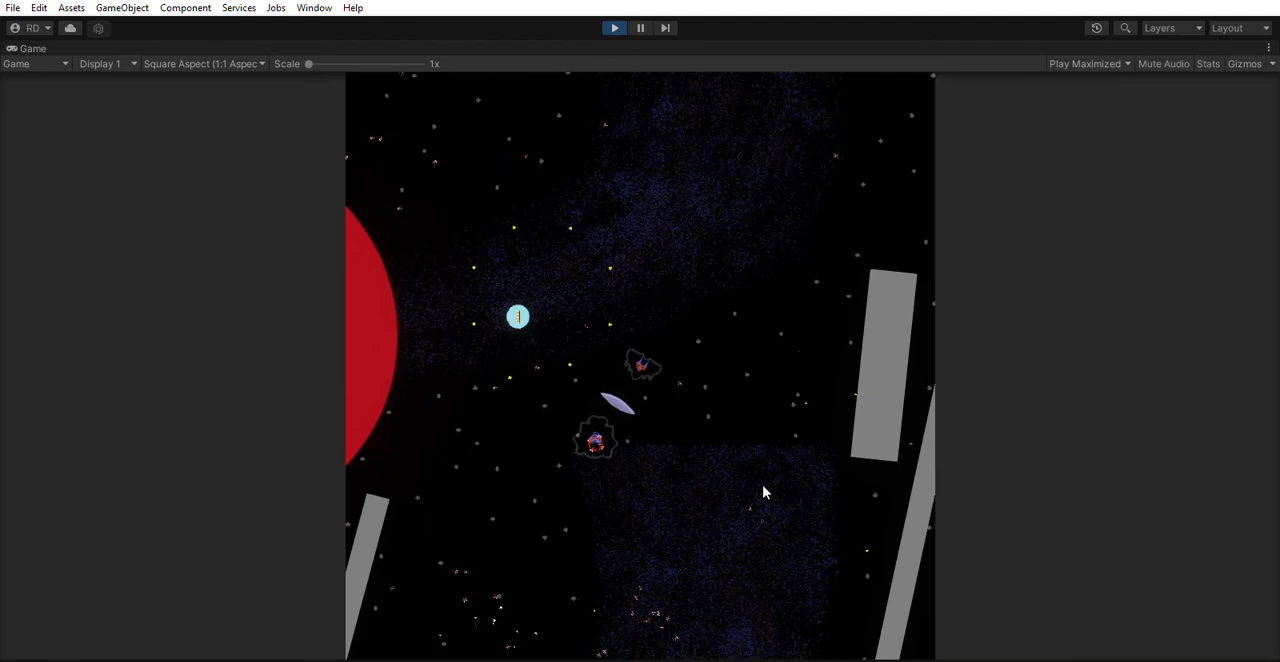 File Edit Assets GameObject Component Services Jobs Window Help
RD Layers Layout
Game
Game Display 1 Square Aspect (1:1 Aspec Scale 1x Play Maximized Mute Audio Stats Gizmos